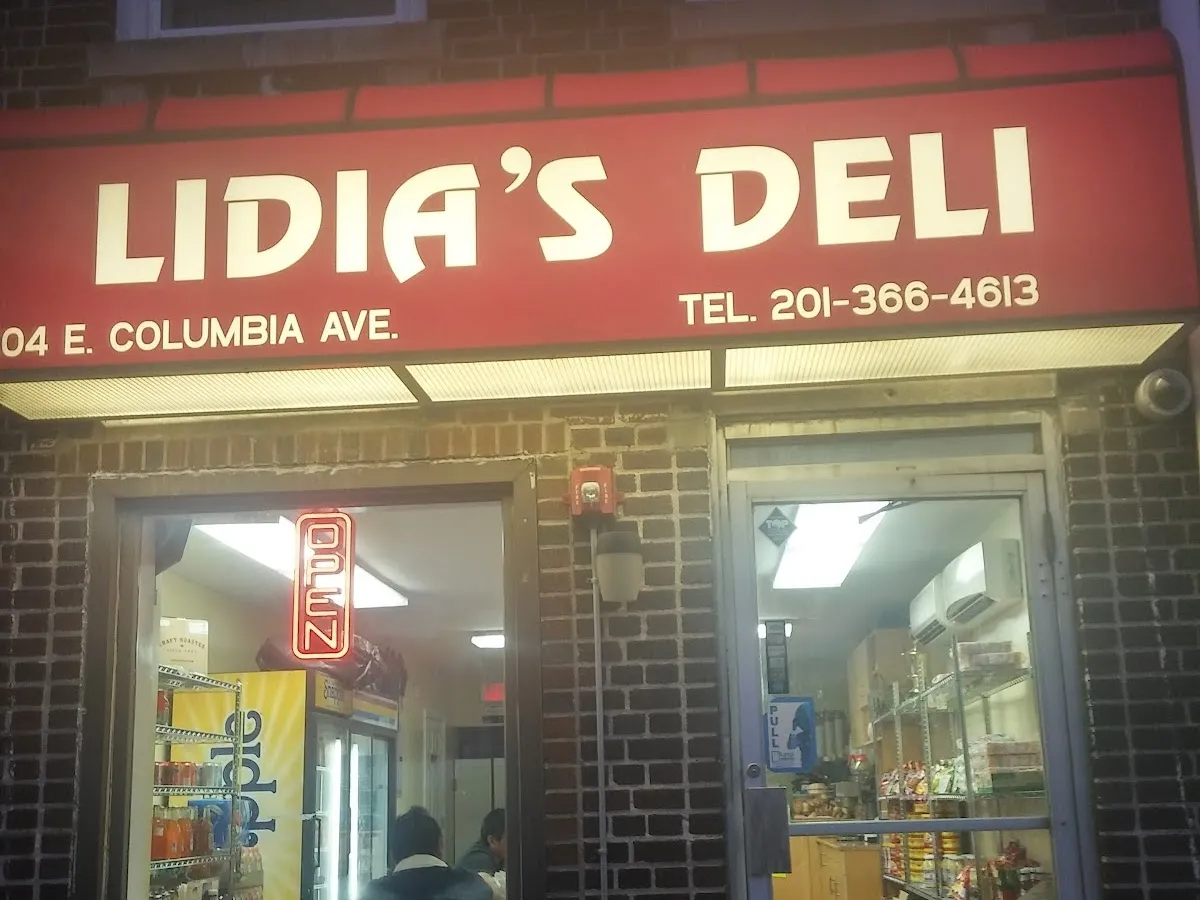 LIDIA'S DELI
04 E. COLUMBIA AVE.
TEL. 201-366-4613
OPEN
PULL